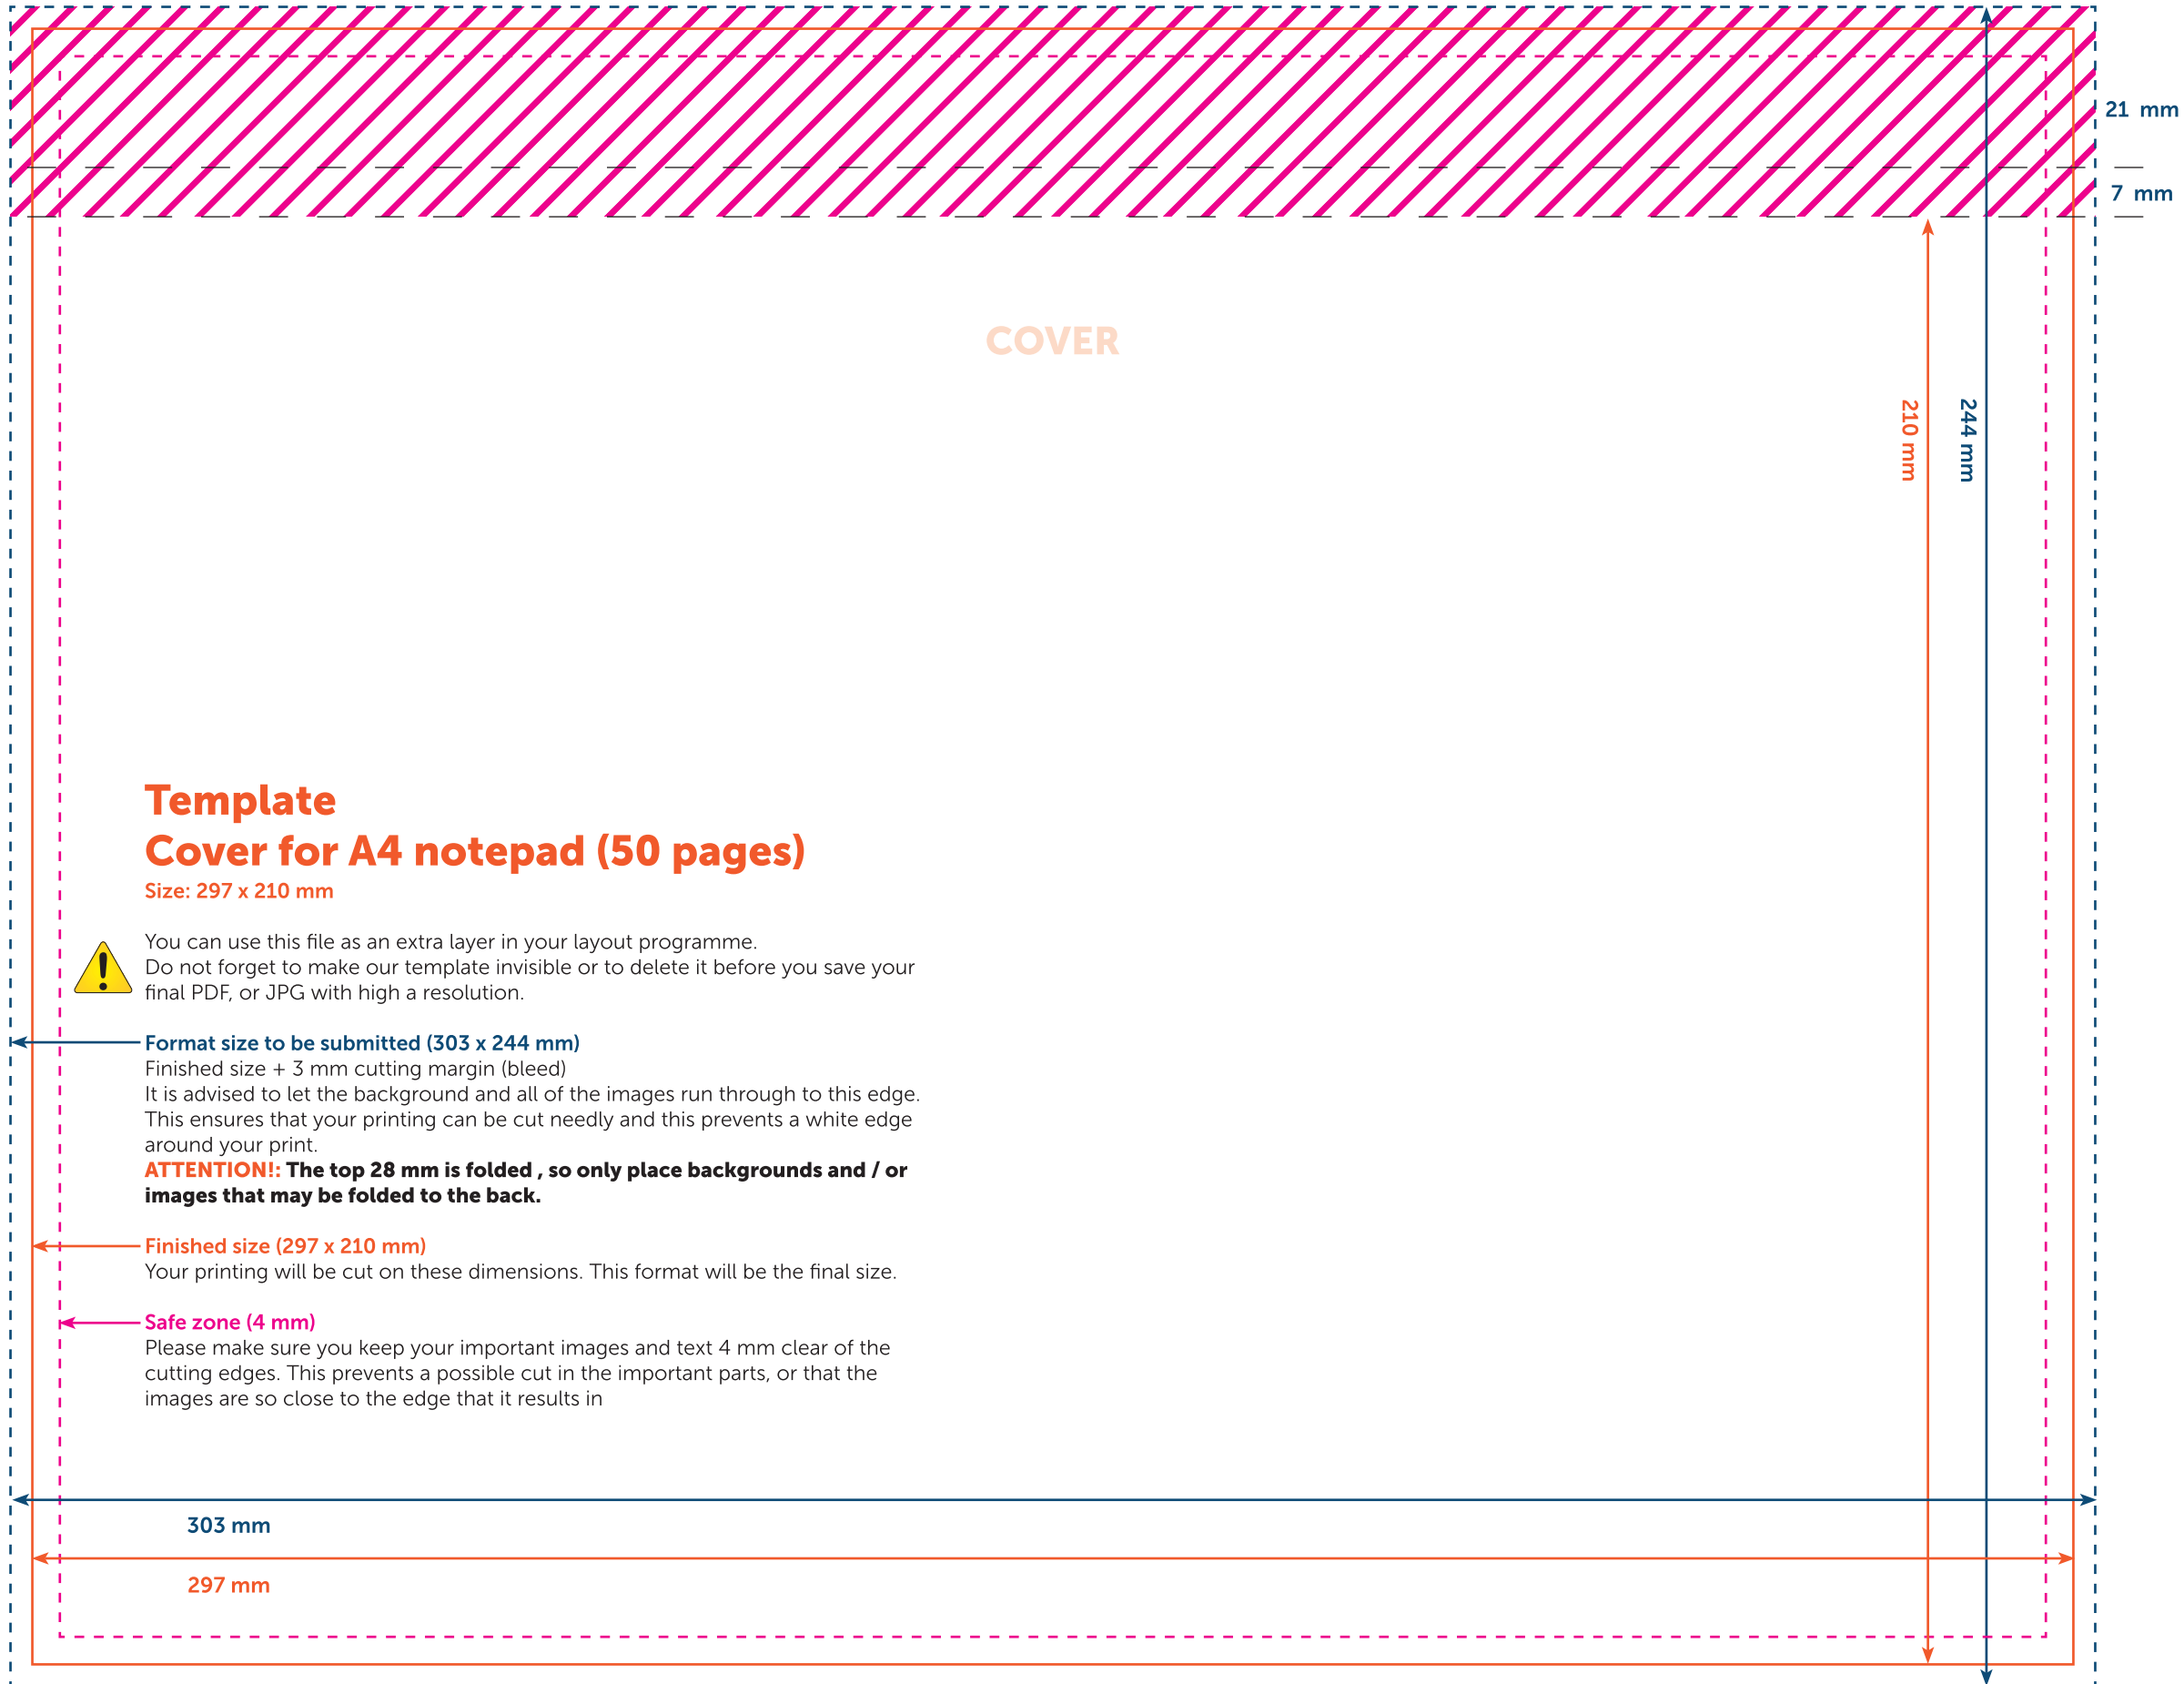 21 mm
7 mm
COVER
210 mm
244 mm
Template
Cover for A4 notepad (50 pages)
Size: 297 x 210 mm
You can use this file as an extra layer in your layout programme.
Do not forget to make our template invisible or to delete it before you save your
final PDF, or JPG with high a resolution.
Format size to be submitted (303 x 244 mm)
Finished size + 3 mm cutting margin (bleed)
It is advised to let the background and all of the images run through to this edge.
This ensures that your printing can be cut needly and this prevents a white edge
around your print.
ATTENTION!: The top 28 mm is folded , so only place backgrounds and / or
images that may be folded to the back.
Finished size (297 x 210 mm)
Your printing will be cut on these dimensions. This format will be the final size.
Safe zone (4 mm)
Please make sure you keep your important images and text 4 mm clear of the
cutting edges. This prevents a possible cut in the important parts, or that the
images are so close to the edge that it results in
303 mm
297 mm